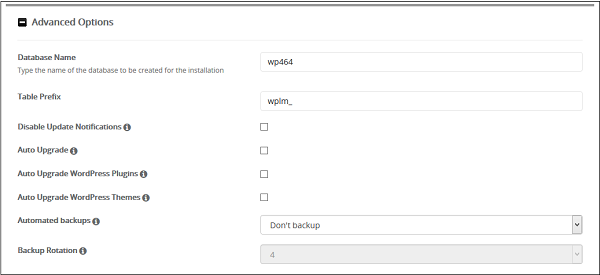 Advanced Options
Database Name
wp464
Type the name of the database to be created for the installation
Table Prefix
wplm_
Disable Update Notifications
Auto Upgrade
Auto Upgrade WordPress Plugins
Auto Upgrade WordPress Themes
Automated backups
Don't backup
Backup Rotation
4